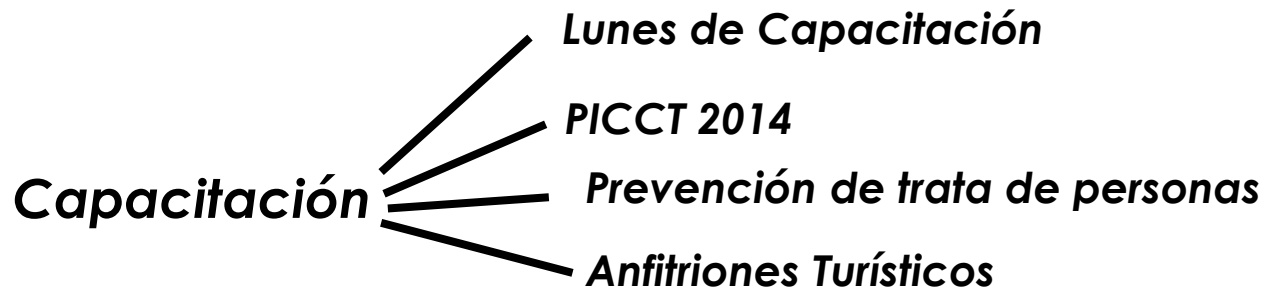 Lunes de Capacitación
PICCT 2014
Capacitación
Prevención de trata de personas
Anfitriones Turísticos